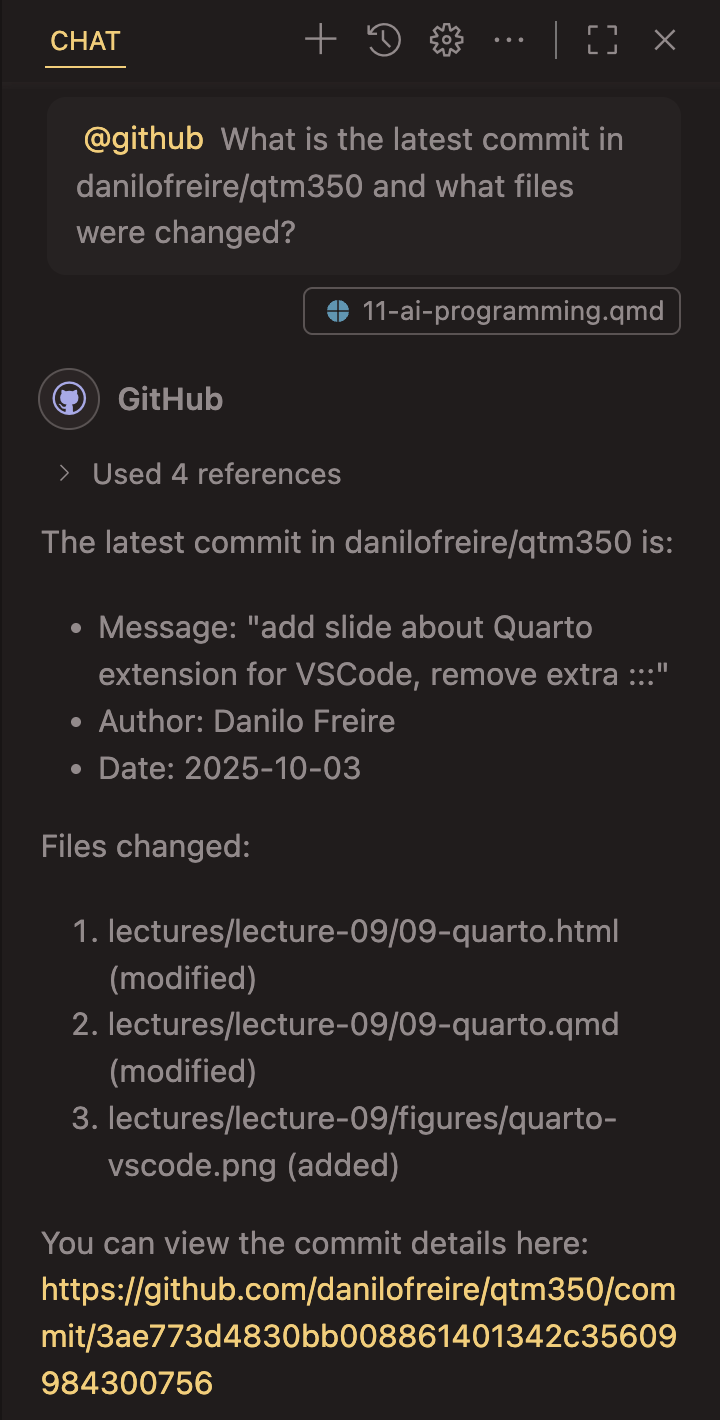 CHAT
@github What is the latest commit in
danilofreire/qtm350 and what files
were changed?
11-ai-programming.qmd
GitHub
Used 4 references
The latest commit in danilofreire/qtm350 is:
• Message: "add slide about Quarto
extension for VSCode, remove extra :::"
• Author: Danilo Freire
• Date: 2025-10-03
Files changed:
1. lectures/lecture-09/09-quarto.html
(modified)
2. lectures/lecture-09/09-quarto.qmd
(modified)
3. lectures/lecture-09/figures/quarto-
vscode.png (added)
You can view the commit details here:
https://github.com/danilofreire/qtm350/com
mit/3ae773d4830bb008861401342c35609
984300756